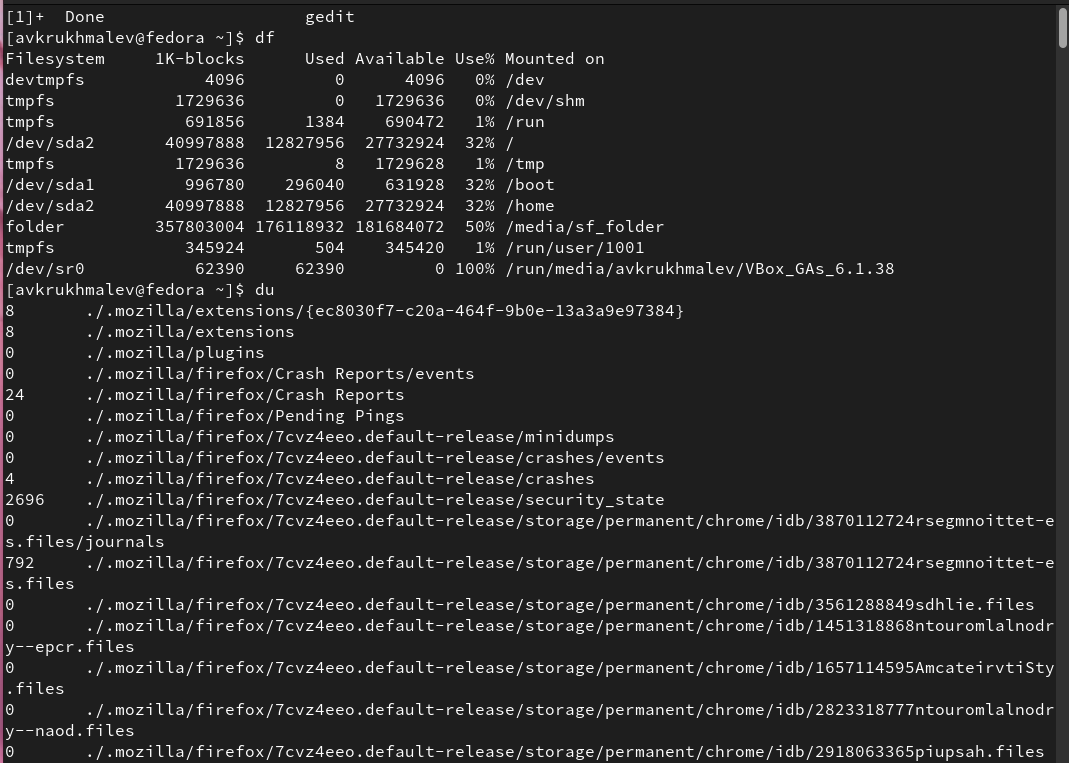 [1]+  Done                    gedit
[avkrukhmalev@fedora ~]$ df
Filesystem     1K-blocks      Used Available Use% Mounted on
devtmpfs            4096         0      4096   0% /dev
tmpfs            1729636         0   1729636   0% /dev/shm
tmpfs             691856      1384    690472   1% /run
/dev/sda2       40997888  12827956  27732924  32% /
tmpfs            1729636         8   1729628   1% /tmp
/dev/sda1         996780    296040    631928  32% /boot
/dev/sda2       40997888  12827956  27732924  32% /home
folder         357803004 176118932 181684072  50% /media/sf_folder
tmpfs             345924       504    345420   1% /run/user/1001
/dev/sr0           62390     62390         0 100% /run/media/avkrukhmalev/VBox_GAs_6.1.38
[avkrukhmalev@fedora ~]$ du
8       ./.mozilla/extensions/{ec8030f7-c20a-464f-9b0e-13a3a9e97384}
8       ./.mozilla/extensions
0       ./.mozilla/plugins
0       ./.mozilla/firefox/Crash Reports/events
24      ./.mozilla/firefox/Crash Reports
0       ./.mozilla/firefox/Pending Pings
0       ./.mozilla/firefox/7cvz4eeo.default-release/minidumps
0       ./.mozilla/firefox/7cvz4eeo.default-release/crashes/events
4       ./.mozilla/firefox/7cvz4eeo.default-release/crashes
2696    ./.mozilla/firefox/7cvz4eeo.default-release/security_state
0       ./.mozilla/firefox/7cvz4eeo.default-release/storage/permanent/chrome/idb/3870112724rsegmnoittet-e
s.files/journals
792     ./.mozilla/firefox/7cvz4eeo.default-release/storage/permanent/chrome/idb/3870112724rsegmnoittet-e
s.files
0       ./.mozilla/firefox/7cvz4eeo.default-release/storage/permanent/chrome/idb/3561288849sdhlie.files
0       ./.mozilla/firefox/7cvz4eeo.default-release/storage/permanent/chrome/idb/1451318868ntouromlalnodr
y--epcr.files
0       ./.mozilla/firefox/7cvz4eeo.default-release/storage/permanent/chrome/idb/1657114595AmcateirvtiSty
.files
0       ./.mozilla/firefox/7cvz4eeo.default-release/storage/permanent/chrome/idb/2823318777ntouromlalnodr
y--naod.files
0       ./.mozilla/firefox/7cvz4eeo.default-release/storage/permanent/chrome/idb/2918063365piupsah.files